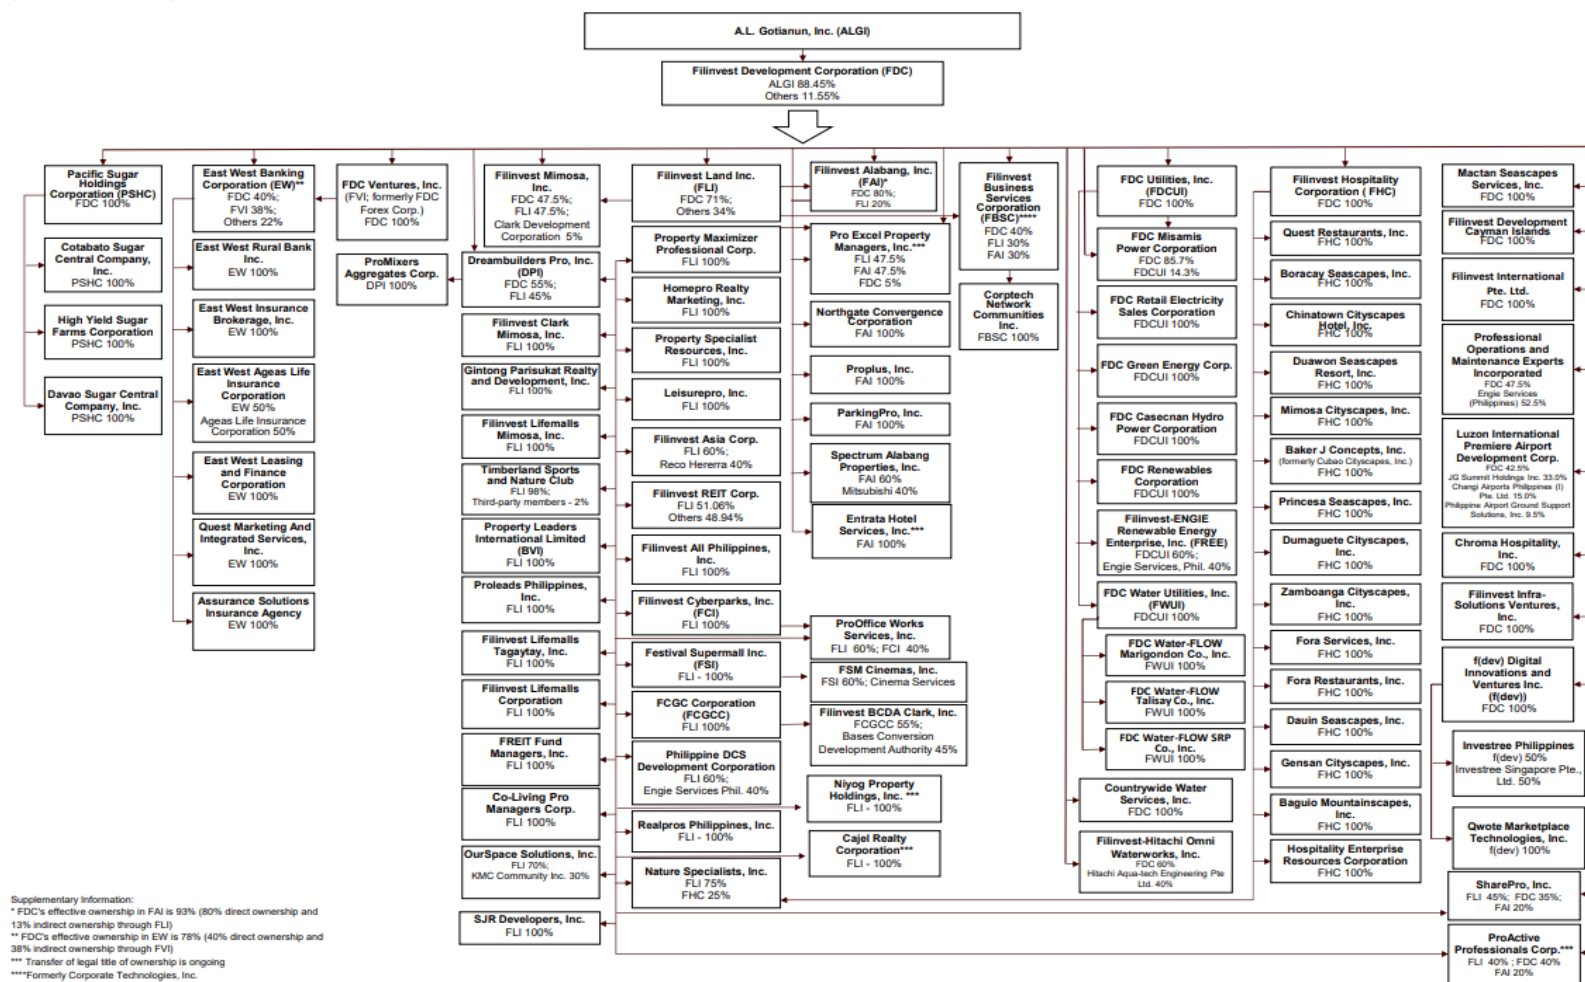 A.L. Gotianun, Inc. (ALGI)
Filinvest Development Corporation (FDC)
ALGI 88.45%
Others 11.55%
Pacific Sugar
Holdings
Corporation (PSHC)
FDC 100%
Cotabato Sugar
Central Company,
Inc.
PSHC 100%
High Yield Sugar
Farms Corporation
PSHC 100%
Davao Sugar Central
Company, Inc.
PSHC 100%
East West Banking
Corporation (EW)**
FDC 40%;
FVI 38%;
Others 22%
East West Rural Bank
Inc.
EW 100%
East West Insurance
Brokerage, Inc.
EW 100%
East West Ageas Life
Insurance
Corporation
EW 50%
Ageas Life Insurance
Corporation 50%
East West Leasing
and Finance
Corporation
EW 100%
Quest Marketing And
Integrated Services,
Inc.
EW 100%
Assurance Solutions
Insurance Agency
EW 100%
FDC Ventures, Inc.
(FVI; formerly FDC
Forex Corp.)
FDC 100%
ProMixers
Aggregates Corp.
DPI 100%
Filinvest Mimosa,
Inc.
FDC 47.5%;
FLI 47.5%;
Clark Development
Corporation 5%
Dreambuilders Pro, Inc.
(DPI)
FDC 55%;
FLI 45%
Filinvest Clark
Mimosa, Inc.
FLI 100%
Gintong Parisukat Realty
and Development, Inc.
FLI 100%
Filinvest Lifemalls
Mimosa, Inc.
FLI 100%
Timberland Sports
and Nature Club
FLI 98%;
Third-party members - 2%
Property Leaders
International Limited
(BVI)
FLI 100%
Proleads Philippines,
Inc.
FLI 100%
Filinvest Lifemalls
Tagaytay, Inc.
FLI 100%
Filinvest Lifemalls
Corporation
FLI 100%
FREIT Fund
Managers, Inc.
FLI 100%
Co-Living Pro
Managers Corp.
FLI 100%
OurSpace Solutions, Inc.
FLI 70%;
KMC Community Inc. 30%
SJR Developers, Inc.
FLI 100%
Filinvest Land Inc.
(FLI)
FDC 71%;
Others 34%
Property Maximizer
Professional Corp.
FLI 100%
Homepro Realty
Marketing, Inc.
FLI 100%
Property Specialist
Resources, Inc.
FLI 100%
Leisurepro, Inc.
FLI 100%
Filinvest Asia Corp.
FLI 60%;
Reco Hererra 40%
Filinvest REIT Corp.
FLI 51.06%
Others 48.94%
Filinvest All Philippines,
Inc.
FLI 100%
Filinvest Cyberparks, Inc.
(FCI)
FLI 100%
Festival Supermall Inc.
(FSI)
FLI - 100%
FCGC Corporation
(FCGCC)
FLI 100%
Philippine DCS
Development Corporation
FLI 60%;
Engie Services Phil. 40%
Realpros Philippines, Inc.
FLI - 100%
Nature Specialists, Inc.
FLI 75%
FHC 25%
Filinvest Alabang, Inc.
(FAI)*
FDC 80%;
FLI 20%
Pro Excel Property
Managers, Inc.***
FLI 47.5%
FAI 47.5%
FDC 5%
Northgate Convergence
Corporation
FAI 100%
Proplus, Inc.
FAI 100%
ParkingPro, Inc.
FAI 100%
Spectrum Alabang
Properties, Inc.
FAI 60%
Mitsubishi 40%
Entrata Hotel
Services, Inc.***
FAI 100%
ProOffice Works
Services, Inc.
FLI 60%; FCI 40%
FSM Cinemas, Inc.
FSI 60%; Cinema Services
Filinvest BCDA Clark, Inc.
FCGCC 55%;
Bases Conversion
Development Authority 45%
Niyog Property
Holdings, Inc. ***
FLI - 100%
Cajel Realty
Corporation***
FLI - 100%
Filinvest
Business
Services
Corporation
(FBSC)****
FDC 40%
FLI 30%
FAI 30%
Corptech
Network
Communities
Inc.
FBSC 100%
FDC Utilities, Inc.
(FDCUI)
FDC 100%
FDC Misamis
Power Corporation
FDC 85.7%
FDCUI 14.3%
FDC Retail Electricity
Sales Corporation
FDCUI 100%
FDC Green Energy Corp.
FDCUI 100%
FDC Casecnan Hydro
Power Corporation
FDCUI 100%
FDC Renewables
Corporation
FDCUI 100%
Filinvest-ENGIE
Renewable Energy
Enterprise, Inc. (FREE)
FDCUI 60%;
Engie Services, Phil. 40%
FDC Water Utilities, Inc.
(FWUI)
FDCUI 100%
FDC Water-FLOW
Marigondon Co., Inc.
FWUI 100%
FDC Water-FLOW
Talisay Co., Inc.
FWUI 100%
FDC Water-FLOW SRP
Co., Inc.
FWUI 100%
Countrywide Water
Services, Inc.
FDC 100%
Filinvest-Hitachi Omni
Waterworks, Inc.
FDC 60%
Hitachi Aqua-tech Engineering Pte
Ltd. 40%
Filinvest Hospitality
Corporation ( FHC)
FDC 100%
Quest Restaurants, Inc.
FHC 100%
Boracay Seascapes, Inc.
FHC 100%
Chinatown Cityscapes
Hotel, Inc.
FHC 100%
Duawon Seascapes
Resort, Inc.
FHC 100%
Mimosa Cityscapes, Inc.
FHC 100%
Baker J Concepts, Inc.
(formerly Cubao Cityscapes, Inc.)
FHC 100%
Princesa Seascapes, Inc.
FHC 100%
Dumaguete Cityscapes,
Inc.
FHC 100%
Zamboanga Cityscapes,
Inc.
FHC 100%
Fora Services, Inc.
FHC 100%
Fora Restaurants, Inc.
FHC 100%
Dauin Seascapes, Inc.
FHC 100%
Gensan Cityscapes, Inc.
FHC 100%
Baguio Mountainscapes,
Inc.
FHC 100%
Hospitality Enterprise
Resources Corporation
FHC 100%
Mactan Seascapes
Services, Inc.
FDC 100%
Filinvest Development
Cayman Islands
FDC 100%
Filinvest International
Pte. Ltd.
FDC 100%
Professional
Operations and
Maintenance Experts
Incorporated
FDC 47.5%
Engie Services
(Philippines) 52.5%
Luzon International
Premiere Airport
Development Corp.
FDC 42.5%
JG Summit Holdings Inc. 33.0%
Changi Airports Philippines (I)
Pte. Ltd. 15.0%
Philippine Airport Ground Support
Solutions, Inc. 9.5%
Chroma Hospitality,
Inc.
FDC 100%
Filinvest Infra-
Solutions Ventures,
Inc.
FDC 100%
f(dev) Digital
Innovations and
Ventures Inc.
(f(dev))
FDC 100%
Investree Philippines
f(dev) 50%
Investree Singapore Pte.,
Ltd. 50%
Qwote Marketplace
Technologies, Inc.
f(dev) 100%
SharePro, Inc.
FLI 45%; FDC 35%;
FAI 20%
ProActive
Professionals Corp.***
FLI 40% ; FDC 40%
FAI 20%
Supplementary Information:
* FDC's effective ownership in FAI is 93% (80% direct ownership and
13% indirect ownership through FLI)
** FDC's effective ownership in EW is 78% (40% direct ownership and
38% indirect ownership through FVI)
*** Transfer of legal title of ownership is ongoing
****Formerly Corporate Technologies, Inc.